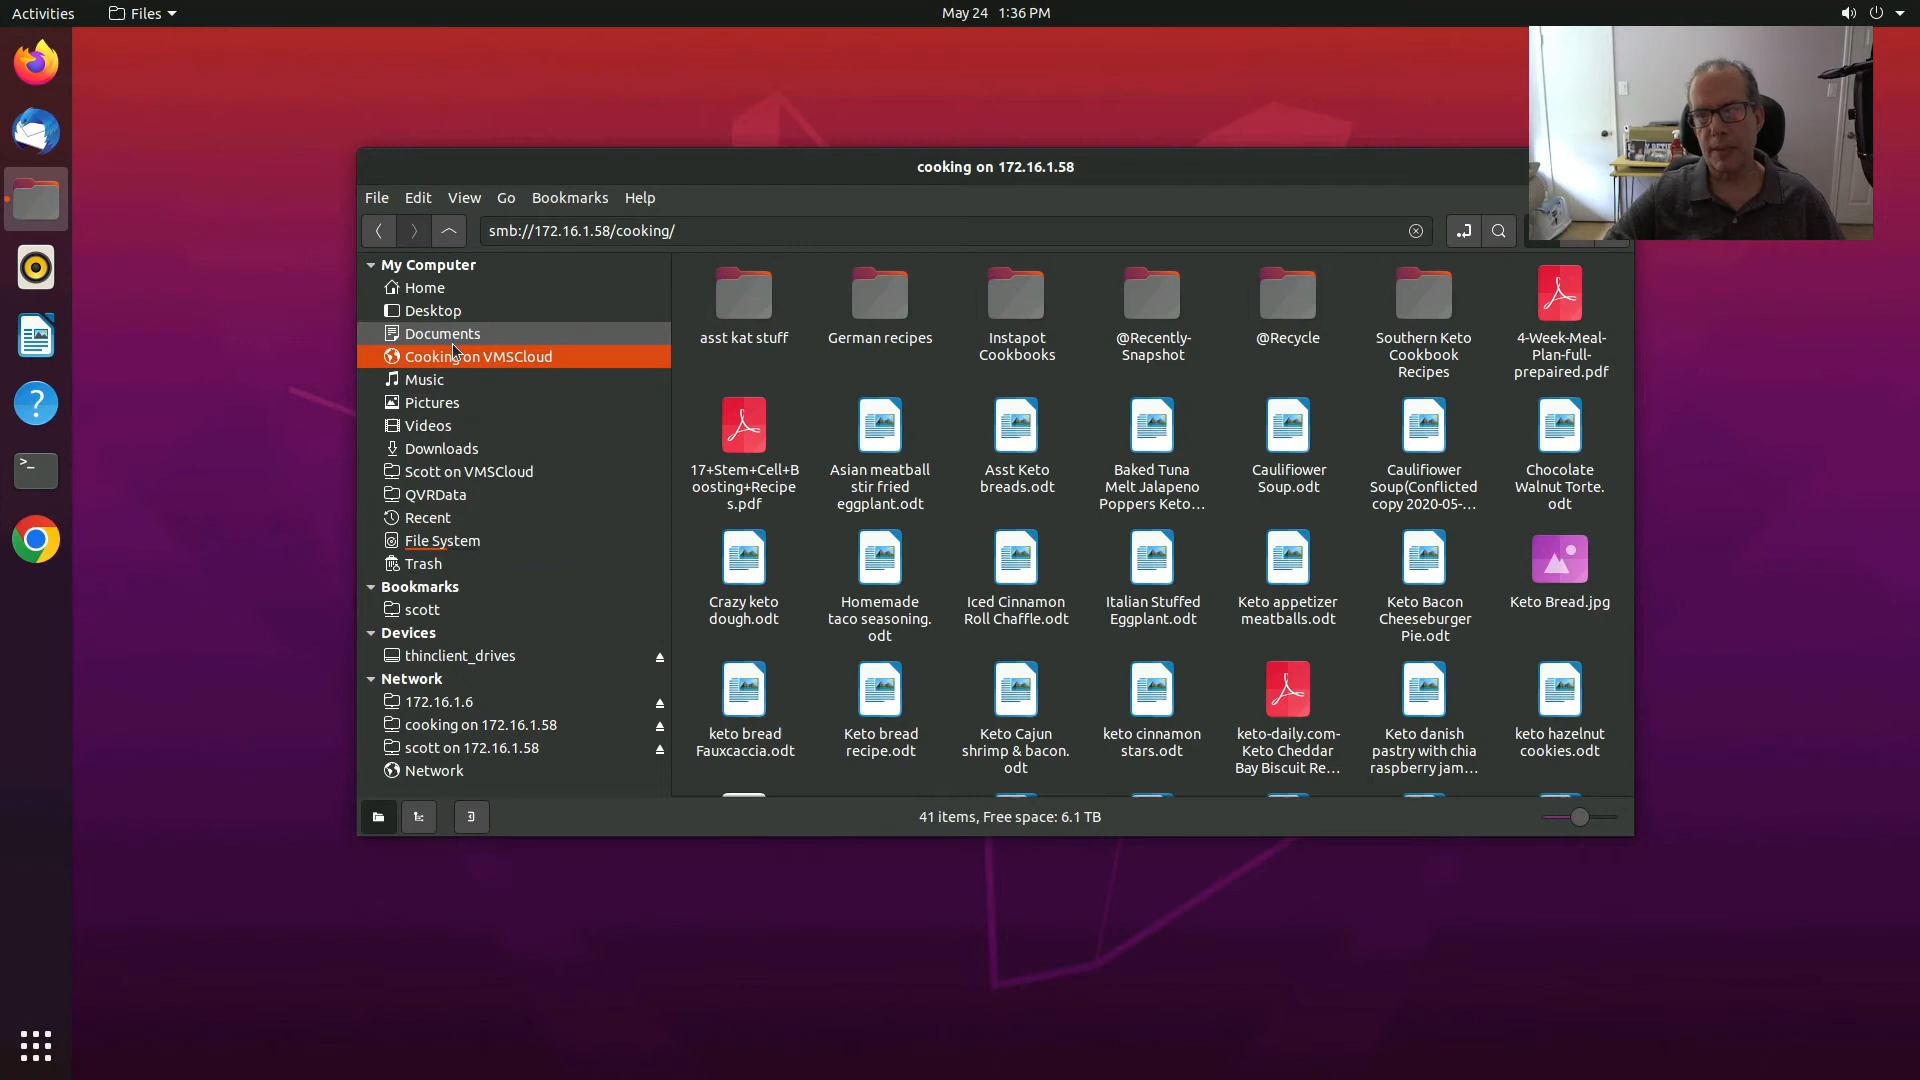 Activities
Files
May 24 1:36 PM
cooking on 172.16.1.58
File Edit View Go Bookmarks Help
smb://172.16.1.58/cooking/
My Computer
Home
Desktop
Documents
Cooking on VMSCloud
Music
Pictures
Videos
Downloads
Scott on VMSCloud
QVRData
Recent
File System
Trash
Bookmarks
scott
Devices
thinclient_drives
Network
172.16.1.6
cooking on 172.16.1.58
scott on 172.16.1.58
Network
asst kat stuff
German recipes
Instapot
Cookbooks
@Recently-
Snapshot
@Recycle
Southern Keto
Cookbook
Recipes
4-Week-Meal-
Plan-full-
prepaired.pdf
17+Stem+Cell+B
oosting+Recipe
s.pdf
Asian meatball
stir fried
eggplant.odt
Asst Keto
breads.odt
Baked Tuna
Melt Jalapeno
Poppers Keto...
Cauliflower
Soup.odt
Cauliflower
Soup(Conflicted
copy 2020-05-...
Chocolate
Walnut Torte.
odt
Crazy keto
dough.odt
Homemade
taco seasoning.
odt
Iced Cinnamon
Roll Chaffle.odt
Italian Stuffed
Eggplant.odt
Keto appetizer
meatballs.odt
Keto Bacon
Cheeseburger
Pie.odt
Keto Bread.jpg
keto bread
Fauxcaccia.odt
Keto bread
recipe.odt
Keto Cajun
shrimp & bacon.
odt
keto cinnamon
stars.odt
keto-daily.com-
Keto Cheddar
Bay Biscuit Re...
Keto danish
pastry with chia
raspberry jam...
keto hazelnut
cookies.odt
41 items, Free space: 6.1 TB